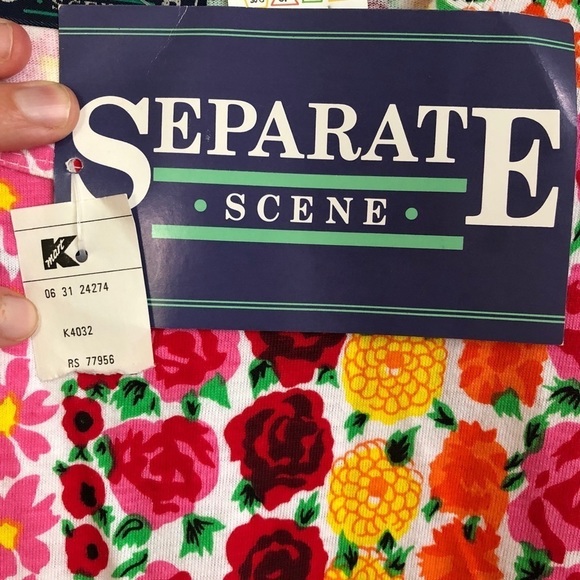 SEPARATE
• SCENE •
K mart
06 31 24274
K4032
RS 77956